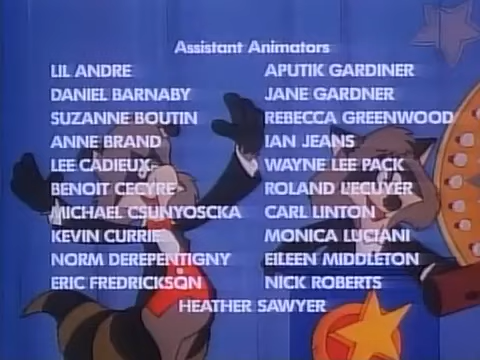 Assistant Animators
LIL ANDRE APUTIK GARDINER
DANIEL BARNABY JANE GARDNER
SUZANNE BOUTIN REBECCA GREENWOOD
ANNE BRAND IAN JEANS
LEE CADIEUX WAYNE LEE PACK
BENOIT CECYRE ROLAND L'ECUYER
MICHAEL CSUNYOSCKA CARL LINTON
KEVIN CURRIE MONICA LUCIANI
NORM DEREPENTIGNY EILEEN MIDDLETON
ERIC FREDRICKSON NICK ROBERTS
HEATHER SAWYER